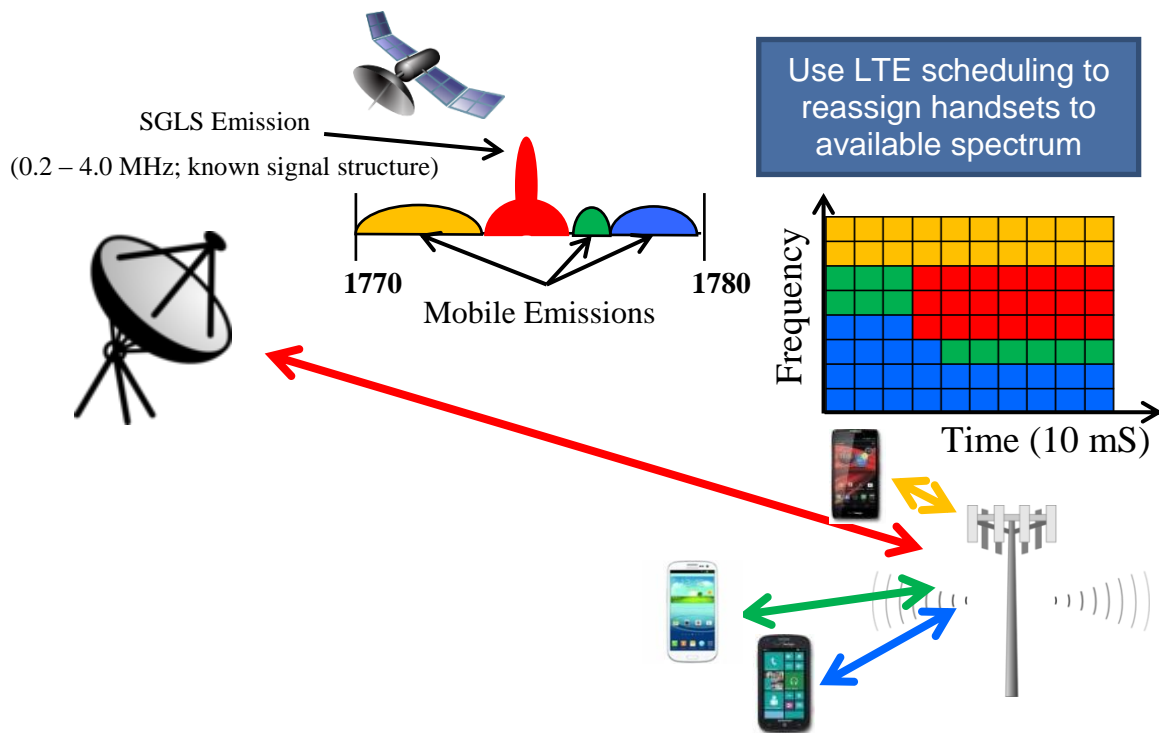 Use LTE scheduling to
reassign handsets to
available spectrum
SGLS Emission
(0.2 – 4.0 MHz; known signal structure)
1770
1780
Mobile Emissions
Frequency
Time (10 mS)